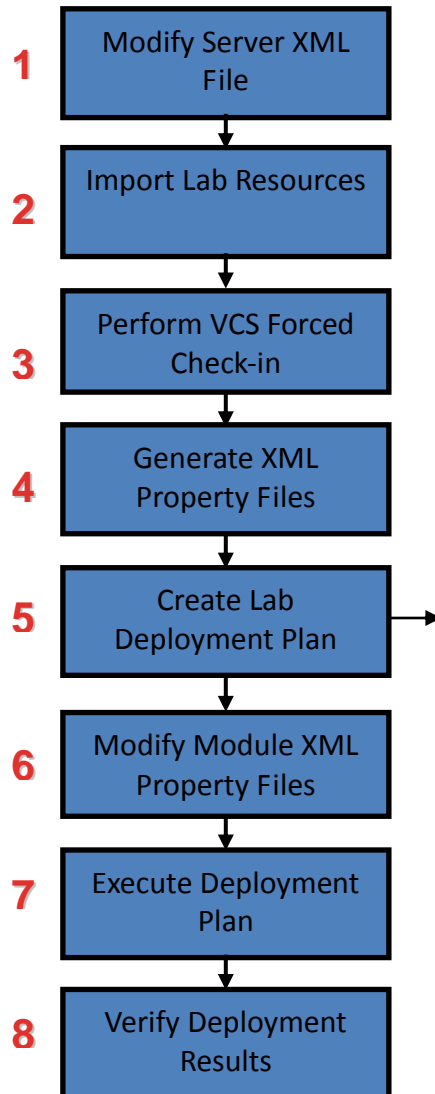 1
Modify Server XML
File
2
Import Lab Resources
3
Perform VCS Forced
Check-in
4
Generate XML
Property Files
5
Create Lab
Deployment Plan
6
Modify Module XML
Property Files
7
Execute Deployment
Plan
8
Verify Deployment
Results